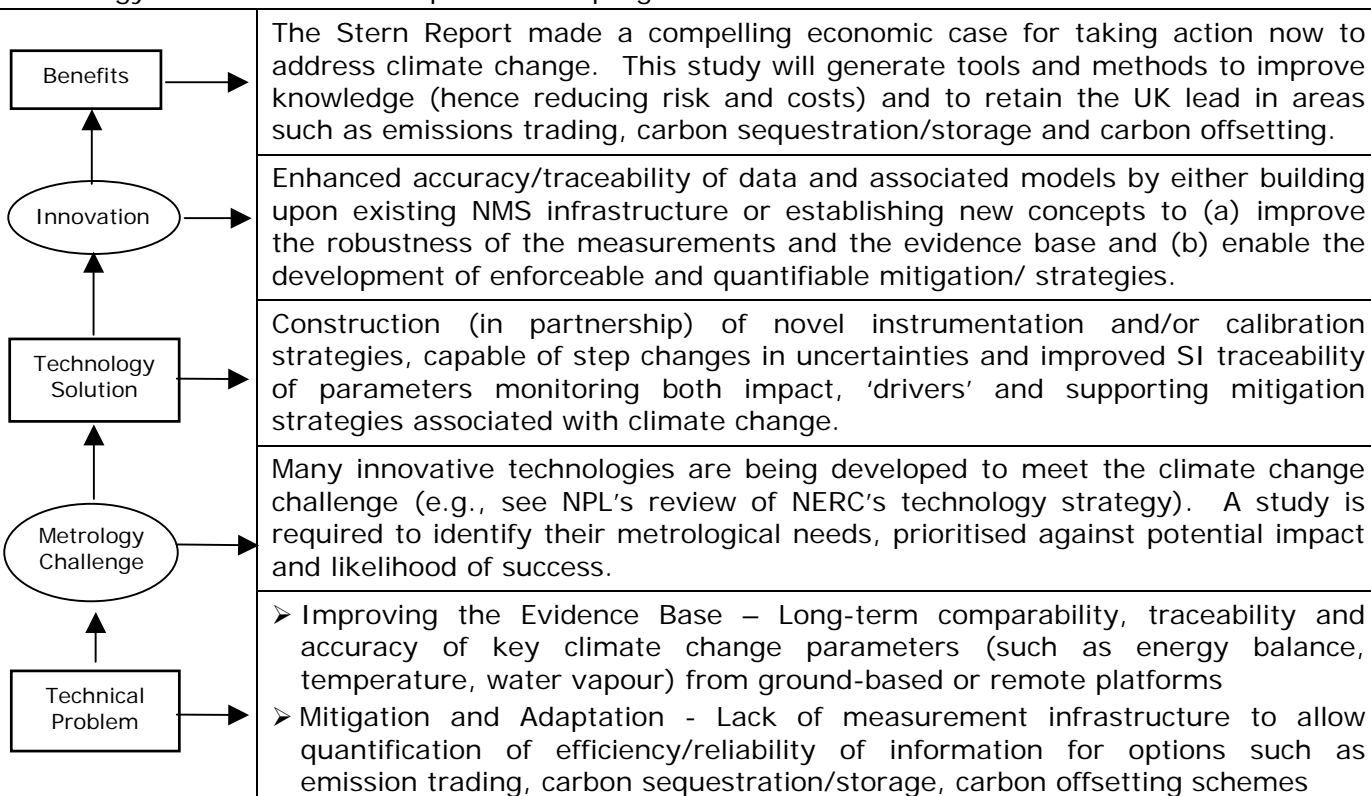 Benefits
The Stern Report made a compelling economic case for taking action now to
address climate change. This study will generate tools and methods to improve
knowledge (hence reducing risk and costs) and to retain the UK lead in areas
such as emissions trading, carbon sequestration/storage and carbon offsetting.
Innovation
Enhanced accuracy/traceability of data and associated models by either building
upon existing NMS infrastructure or establishing new concepts to (a) improve
the robustness of the measurements and the evidence base and (b) enable the
development of enforceable and quantifiable mitigation/ strategies.
Technology
Solution
Construction (in partnership) of novel instrumentation and/or calibration
strategies, capable of step changes in uncertainties and improved SI traceability
of parameters monitoring both impact, ‘drivers’ and supporting mitigation
strategies associated with climate change.
Metrology
Challenge
Many innovative technologies are being developed to meet the climate change
challenge (e.g., see NPL’s review of NERC’s technology strategy). A study is
required to identify their metrological needs, prioritised against potential impact
and likelihood of success.
Technical
Problem
➢ Improving the Evidence Base – Long-term comparability, traceability and
accuracy of key climate change parameters (such as energy balance,
temperature, water vapour) from ground-based or remote platforms
➢ Mitigation and Adaptation - Lack of measurement infrastructure to allow
quantification of efficiency/reliability of information for options such as
emission trading, carbon sequestration/storage, carbon offsetting schemes